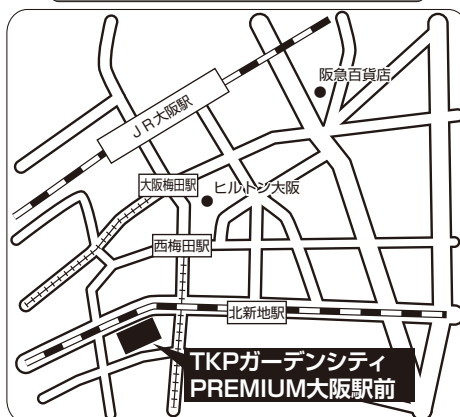 阪急百貨店
JR大阪駅
大阪梅田駅
ヒルトン大阪
西梅田駅
北新地駅
TKPガーデンシティ
PREMIUM大阪駅前